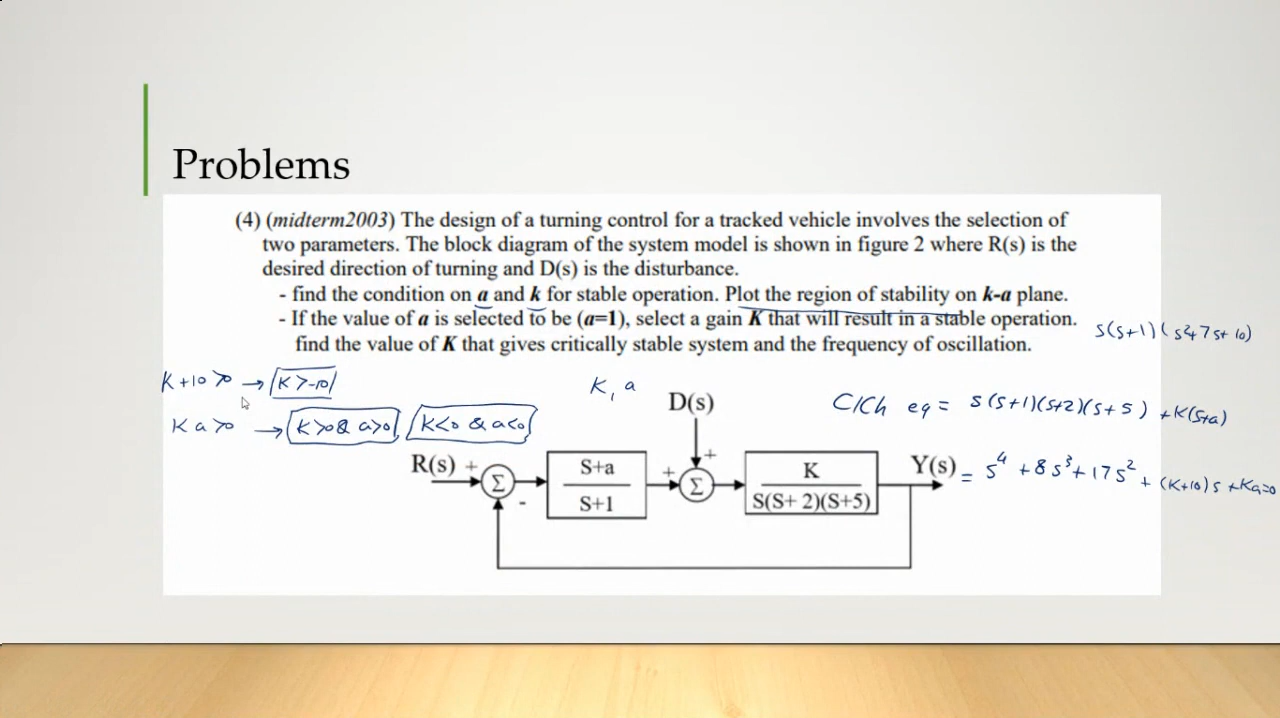 Problems
(4) (midterm2003) The design of a turning control for a tracked vehicle involves the selection of
two parameters. The block diagram of the system model is shown in figure 2 where R(s) is the
desired direction of turning and D(s) is the disturbance.
- find the condition on a and k for stable operation. Plot the region of stability on k-a plane.
- If the value of a is selected to be (a=1), select a gain K that will result in a stable operation.
find the value of K that gives critically stable system and the frequency of oscillation.
S(S+1)(S²+7S+10)
K+10>0 → K>-10
K, a
D(s)
C/Ch eq = S(S+1)(S+2)(S+5) + K(S+a)
Ka>0 → K>0 & a>0, K<0 & a<0
R(s) + Σ - S+a / S+1 + + Σ K / S(S+ 2)(S+5) Y(s)
= S⁴ + 8S³ + 17S² + (K+10)S + Ka=0